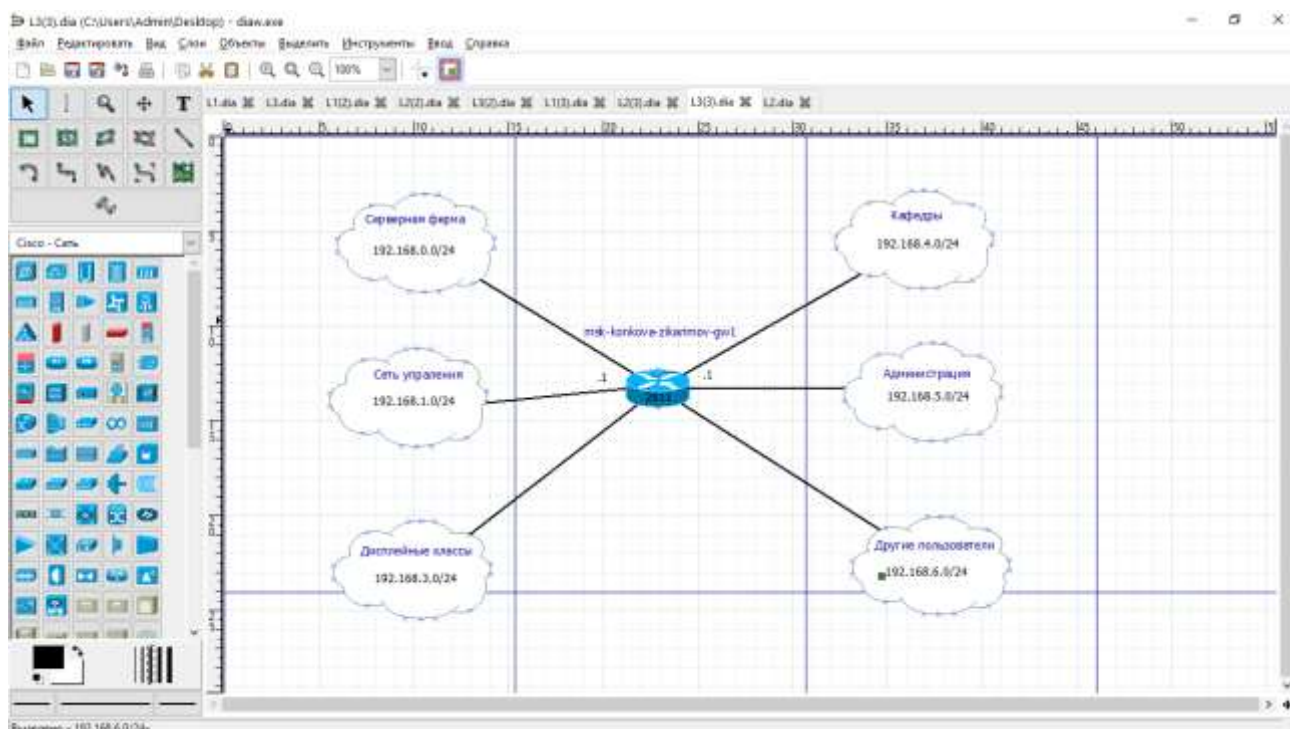 L3(3).dia (C:\Users\Admin\Desktop) - diaw.exe
Файл Редактировать Вид Слои Объекты Выделить Инструменты Ввод Справка
100%
L1.dia L3.dia L1(2).dia L2(2).dia L3(2).dia L1(3).dia L2(3).dia L3(3).dia L2.dia
Cisco - Сеть
Серверная ферма
192.168.0.0/24
Кафедры
192.168.4.0/24
msk-konkova-zikarimov-gw1
Сеть упраления
192.168.1.0/24
.1
.1
Администрация
192.168.5.0/24
Дисплейные классы
192.168.3.0/24
Другие пользователи
192.168.6.0/24